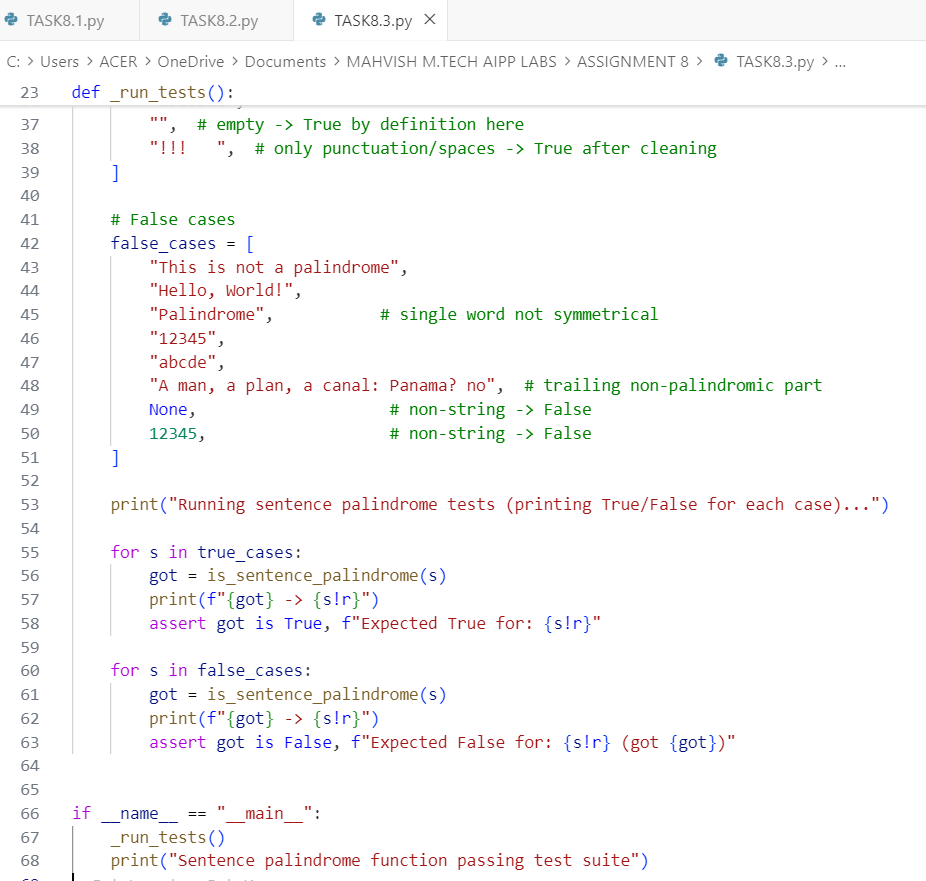 TASK8.1.py TASK8.2.py TASK8.3.py ×
C: > Users > ACER > OneDrive > Documents > MAHVISH M.TECH AIPP LABS > ASSIGNMENT 8 > TASK8.3.py > ...
23 def _run_tests():
37         "",  # empty -> True by definition here
38         "!!!   ",  # only punctuation/spaces -> True after cleaning
39     ]
40
41     # False cases
42     false_cases = [
43         "This is not a palindrome",
44         "Hello, World!",
45         "Palindrome",           # single word not symmetrical
46         "12345",
47         "abcde",
48         "A man, a plan, a canal: Panama? no",  # trailing non-palindromic part
49         None,                    # non-string -> False
50         12345,                   # non-string -> False
51     ]
52
53     print("Running sentence palindrome tests (printing True/False for each case)...")
54
55     for s in true_cases:
56         got = is_sentence_palindrome(s)
57         print(f"{got} -> {s!r}")
58         assert got is True, f"Expected True for: {s!r}"
59
60     for s in false_cases:
61         got = is_sentence_palindrome(s)
62         print(f"{got} -> {s!r}")
63         assert got is False, f"Expected False for: {s!r} (got {got})"
64
65
66 if __name__ == "__main__":
67     _run_tests()
68     print("Sentence palindrome function passing test suite")